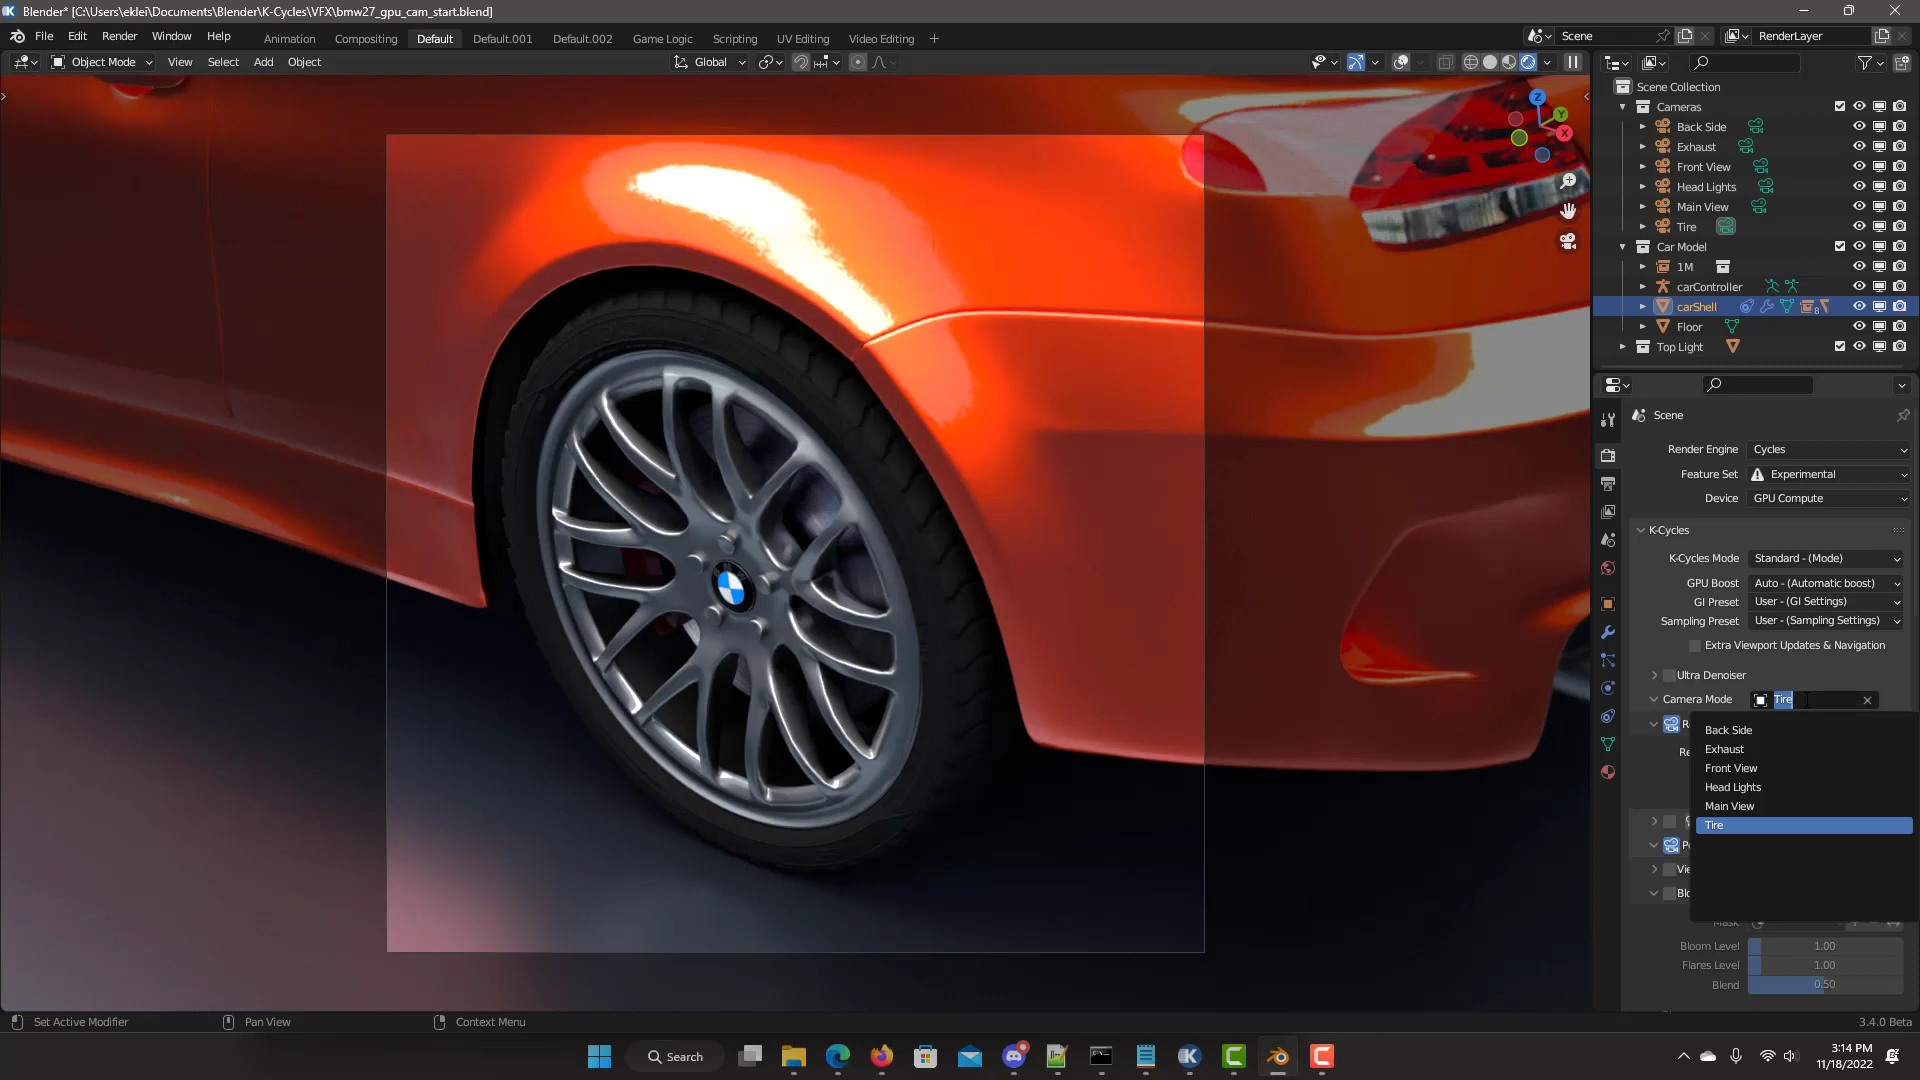 Blender* [C:\Users\eklei\Documents\Blender\K-Cycles\VFX\bmw27_gpu_cam_start.blend]
File Edit Render Window Help
Animation Compositing Default Default.001 Default.002 Game Logic Scripting UV Editing Video Editing +
Scene
RenderLayer
Object Mode View Select Add Object
Global
Scene Collection
Cameras
Back Side
Exhaust
Front View
Head Lights
Main View
Tire
Car Model
1M
carController
carShell 8
Floor
Top Light
Z
Y
X
Scene
Render Engine Cycles
Feature Set Experimental
Device GPU Compute
K-Cycles
K-Cycles Mode Standard - (Mode)
GPU Boost Auto - (Automatic boost)
GI Preset User - (GI Settings)
Sampling Preset User - (Sampling Settings)
Extra Viewport Updates & Navigation
Ultra Denoiser
Camera Mode Tire
Back Side
Exhaust
Front View
Head Lights
Main View
Tire
Mask
Bloom Level 1.00
Flares Level 1.00
Blend 0.50
Set Active Modifier
Pan View
Context Menu
3.4.0 Beta
Search
3:14 PM
11/18/2022